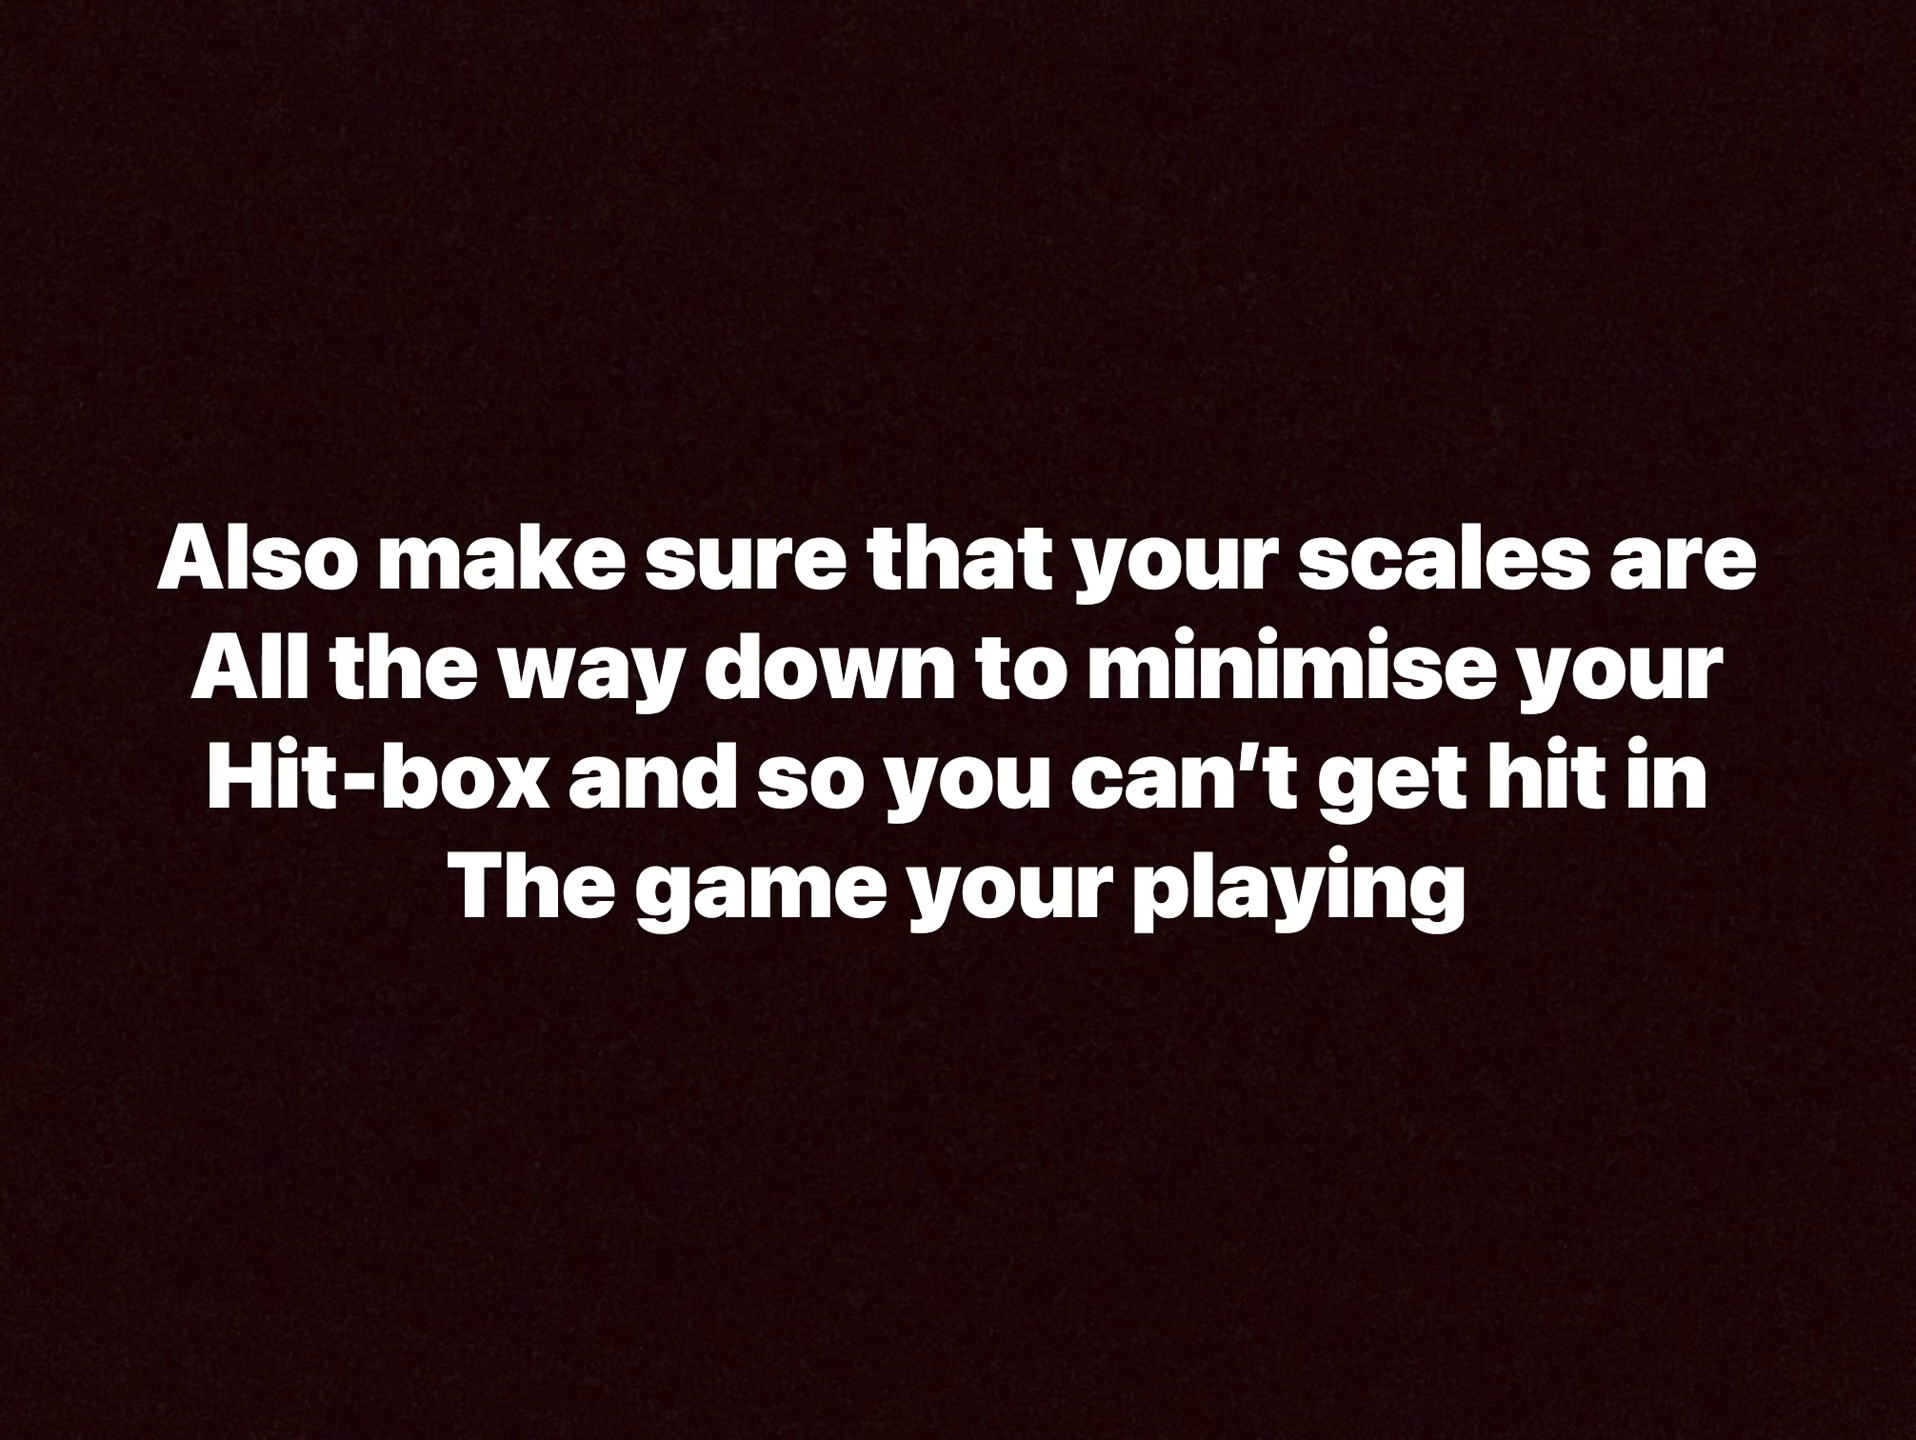 Also make sure that your scales are
All the way down to minimise your
Hit-box and so you can’t get hit in
The game your playing